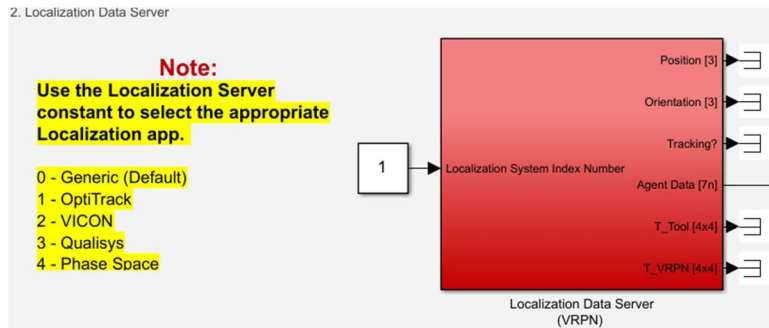 2. Localization Data Server
Note:
Use the Localization Server
constant to select the appropriate
Localization app.
0 - Generic (Default)
1 - OptiTrack
2 - VICON
3 - Qualisys
4 - Phase Space
1
Localization System Index Number
Position [3]
Orientation [3]
Tracking?
Agent Data [7n]
T_Tool [4x4]
T_VRPN [4x4]
Localization Data Server
(VRPN)